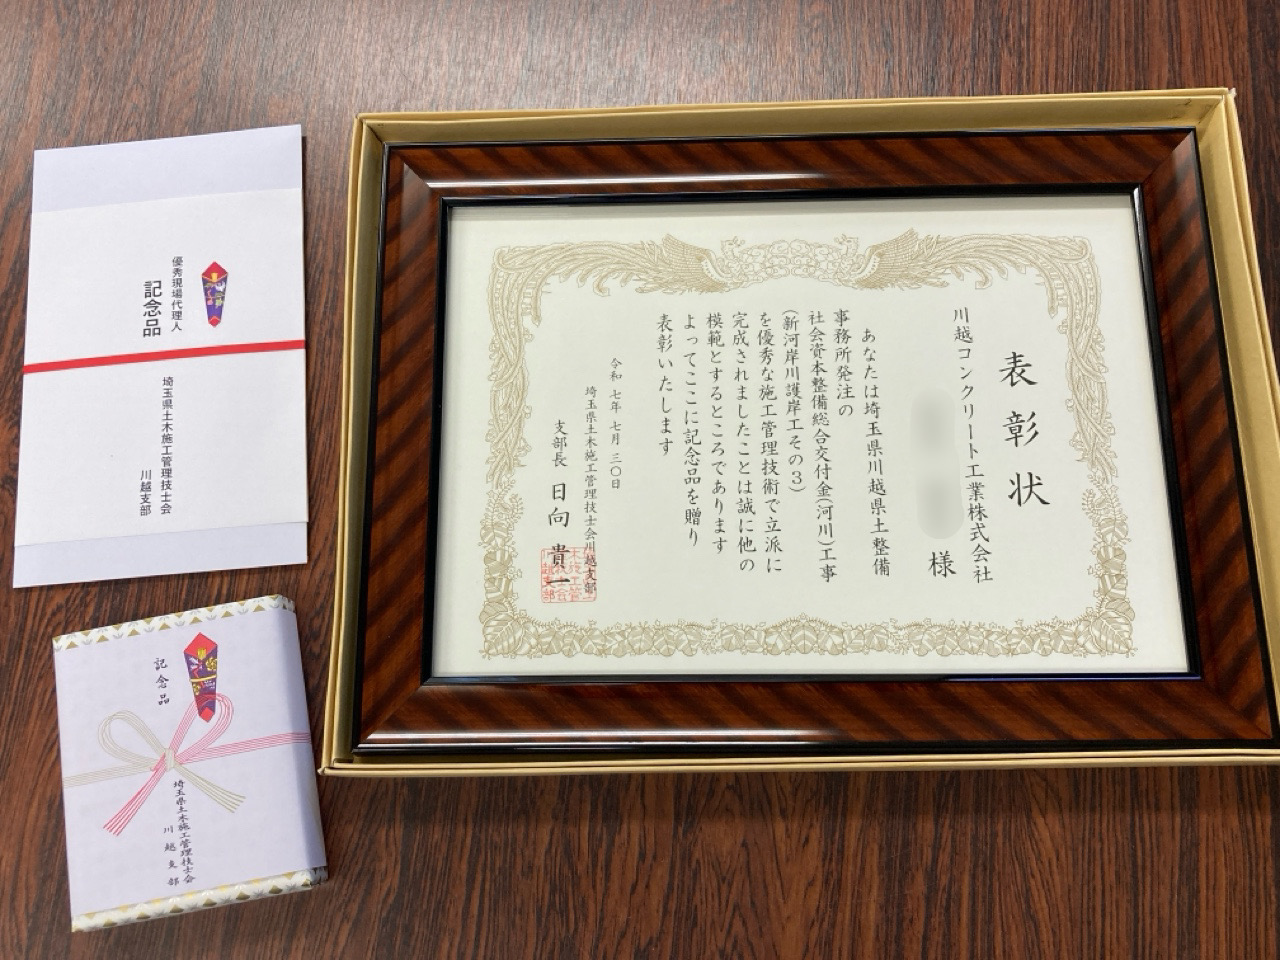 表彰状
川越コンクリート工業株式会社
様
あなたは埼玉県川越県土整備
事務所発注の
社会資本整備総合交付金(河川)工事
(新河岸川護岸工その3)
を優秀な施工管理技術で立派に
完成されましたことは誠に他の
模範とするところであります
よってここに記念品を贈り
表彰いたします
令和七年七月三〇日
埼玉県土木施工管理技士会川越支部
支部長 日向貴一
優秀現場代理人
記念品
埼玉県土木施工管理技士会
川越支部
記念品
埼玉県土木施工管理技士会
川越支部